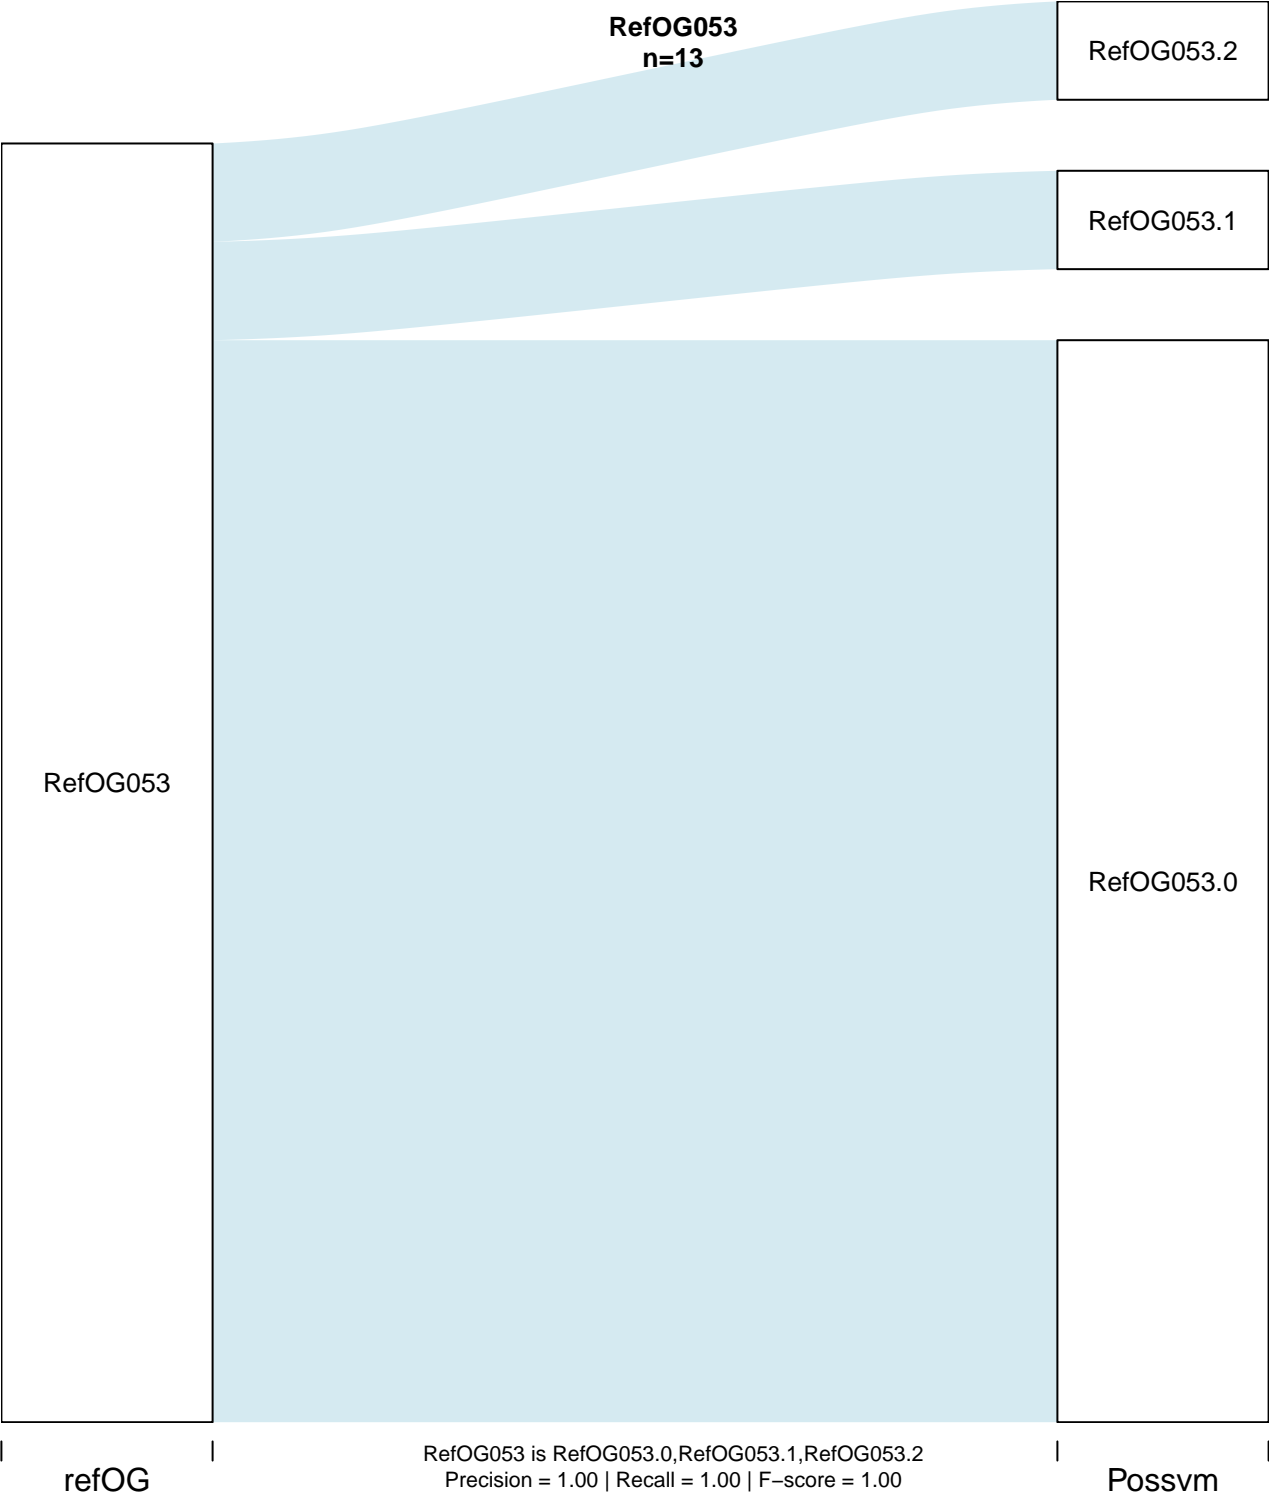 RefOG053
n=13
RefOG053.2
RefOG053.1
RefOG053
RefOG053.0
RefOG053 is RefOG053.0,RefOG053.1,RefOG053.2
Precision = 1.00 | Recall = 1.00 | F−score = 1.00
refOG
Possvm